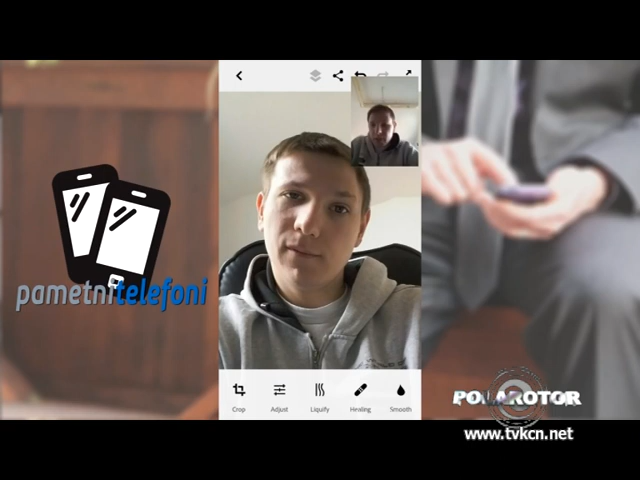 pametnitelefoni
Crop Adjust Liquify Healing Smooth
POLAROTOR
www.tvkcn.net